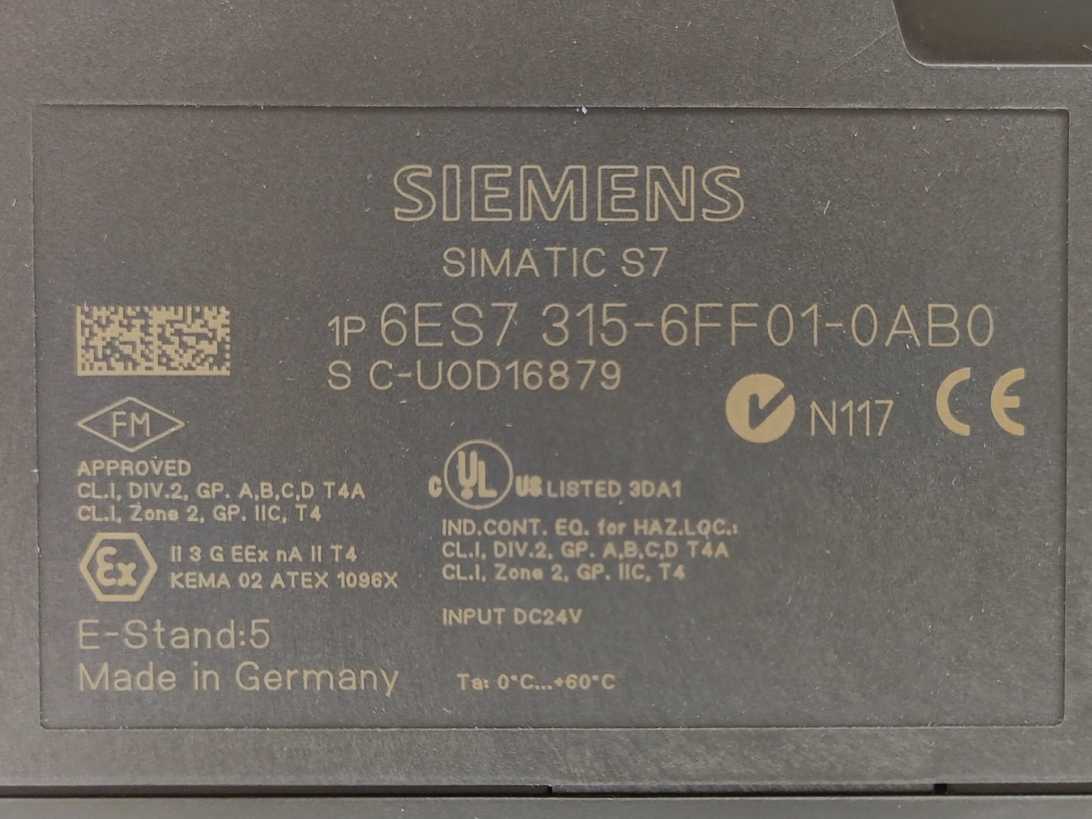 SIEMENS
SIMATIC S7
1P 6ES7 315-6FF01-0AB0
S C-U0D16879
N117 CE
FM
APPROVED
CL.I, DIV.2, GP. A,B,C,D T4A
CL.I, Zone 2, GP. IIC, T4
Ex II 3 G EEx nA II T4
KEMA 02 ATEX 1096X
E-Stand:5
Made in Germany
C UL US LISTED 3DA1
IND.CONT. EQ. for HAZ.LOC.:
CL.I, DIV.2, GP. A,B,C,D T4A
CL.I, Zone 2, GP. IIC, T4
INPUT DC24V
Ta: 0°C...+60°C